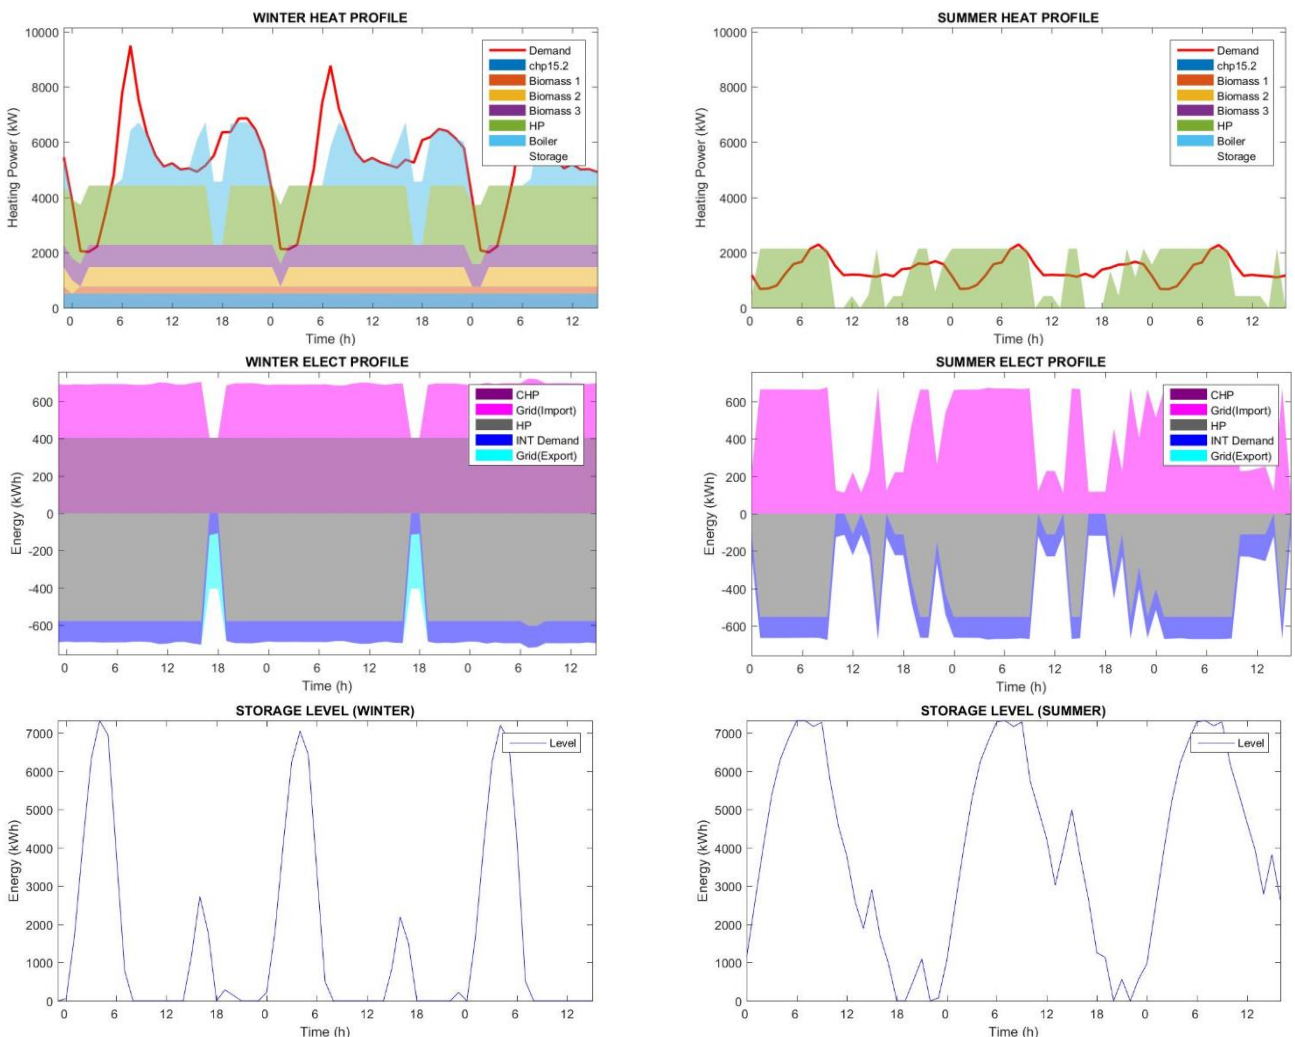 WINTER HEAT PROFILE
10000
8000
6000
4000
2000
0
Heating Power (kW)
Demand
chp15.2
Biomass 1
Biomass 2
Biomass 3
HP
Boiler
Storage
0 6 12 18 0 6 12 18 0 6 12
Time (h)
SUMMER HEAT PROFILE
10000
8000
6000
4000
2000
0
Heating Power (kW)
Demand
chp15.2
Biomass 1
Biomass 2
Biomass 3
HP
Boiler
Storage
0 6 12 18 0 6 12 18 0 6 12
Time (h)
WINTER ELECT PROFILE
600
400
200
0
-200
-400
-600
Energy (kWh)
CHP
Grid(Import)
HP
INT Demand
Grid(Export)
0 6 12 18 0 6 12 18 0 6 12
Time (h)
SUMMER ELECT PROFILE
600
400
200
0
-200
-400
-600
Energy (kWh)
CHP
Grid(Import)
HP
INT Demand
Grid(Export)
0 6 12 18 0 6 12 18 0 6 12
Time (h)
STORAGE LEVEL (WINTER)
7000
6000
5000
4000
3000
2000
1000
0
Energy (kWh)
Level
0 6 12 18 0 6 12 18 0 6 12
Time (h)
STORAGE LEVEL (SUMMER)
7000
6000
5000
4000
3000
2000
1000
0
Energy (kWh)
Level
0 6 12 18 0 6 12 18 0 6 12
Time (h)